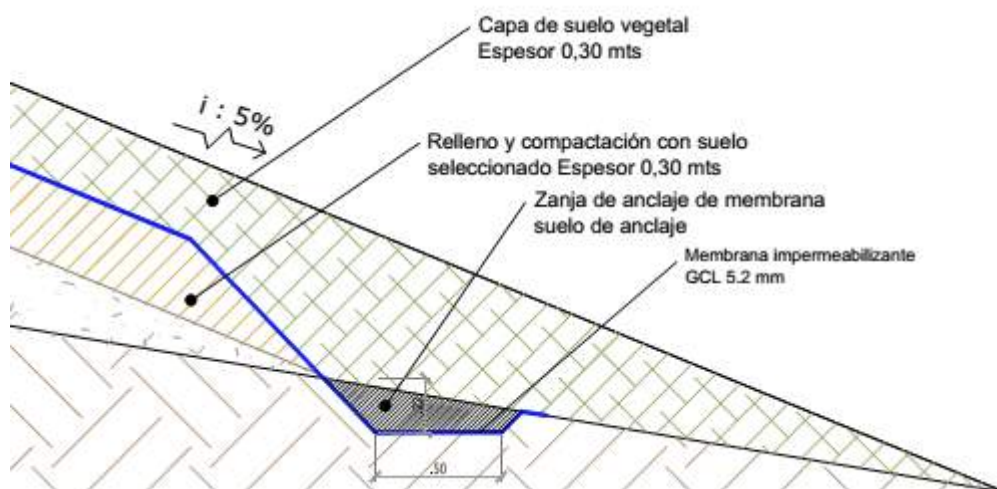 Capa de suelo vegetal
Espesor 0,30 mts
i : 5%
Relleno y compactación con suelo
seleccionado Espesor 0,30 mts
Zanja de anclaje de membrana
suelo de anclaje
Membrana impermeabilizante
GCL 5.2 mm
.50